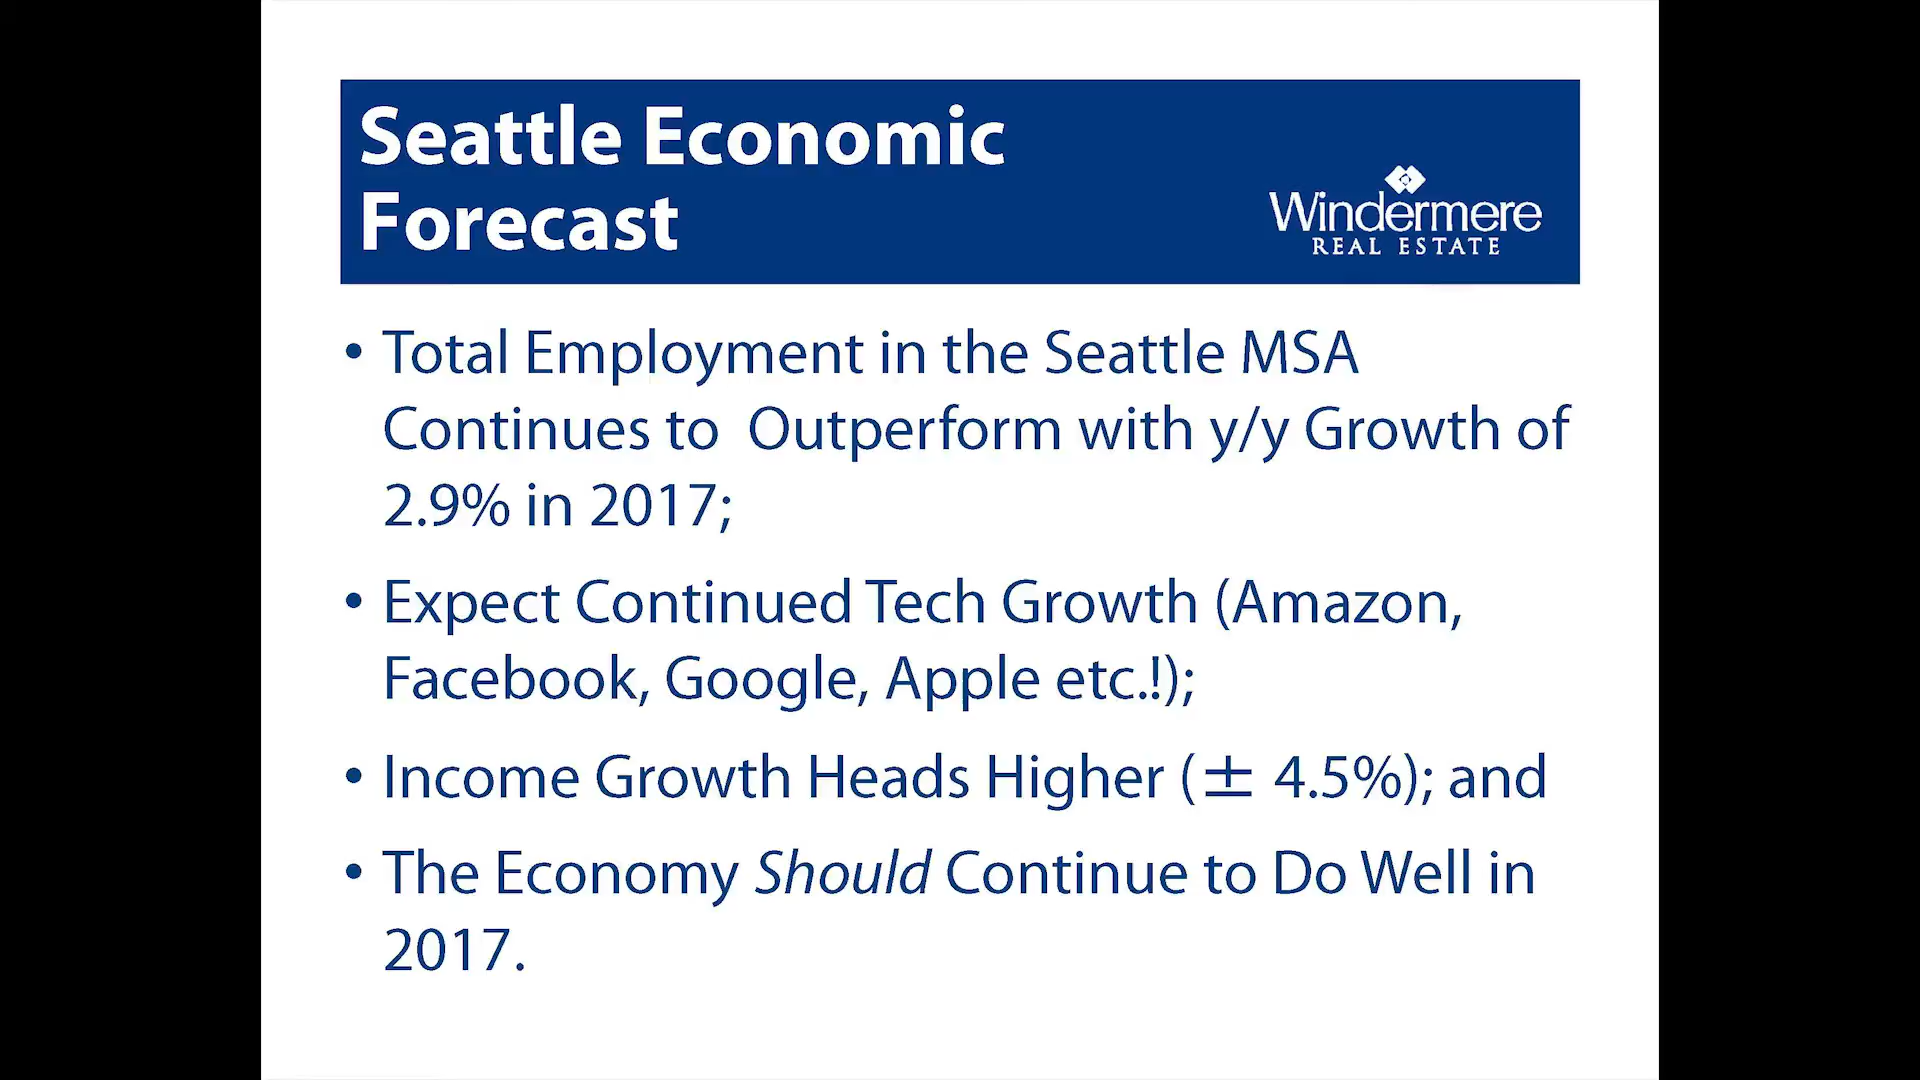 Seattle Economic
Forecast
Windermere
REAL ESTATE
• Total Employment in the Seattle MSA
Continues to  Outperform with y/y Growth of
2.9% in 2017;
• Expect Continued Tech Growth (Amazon,
Facebook, Google, Apple etc.!);
• Income Growth Heads Higher (± 4.5%); and
• The Economy Should Continue to Do Well in
2017.